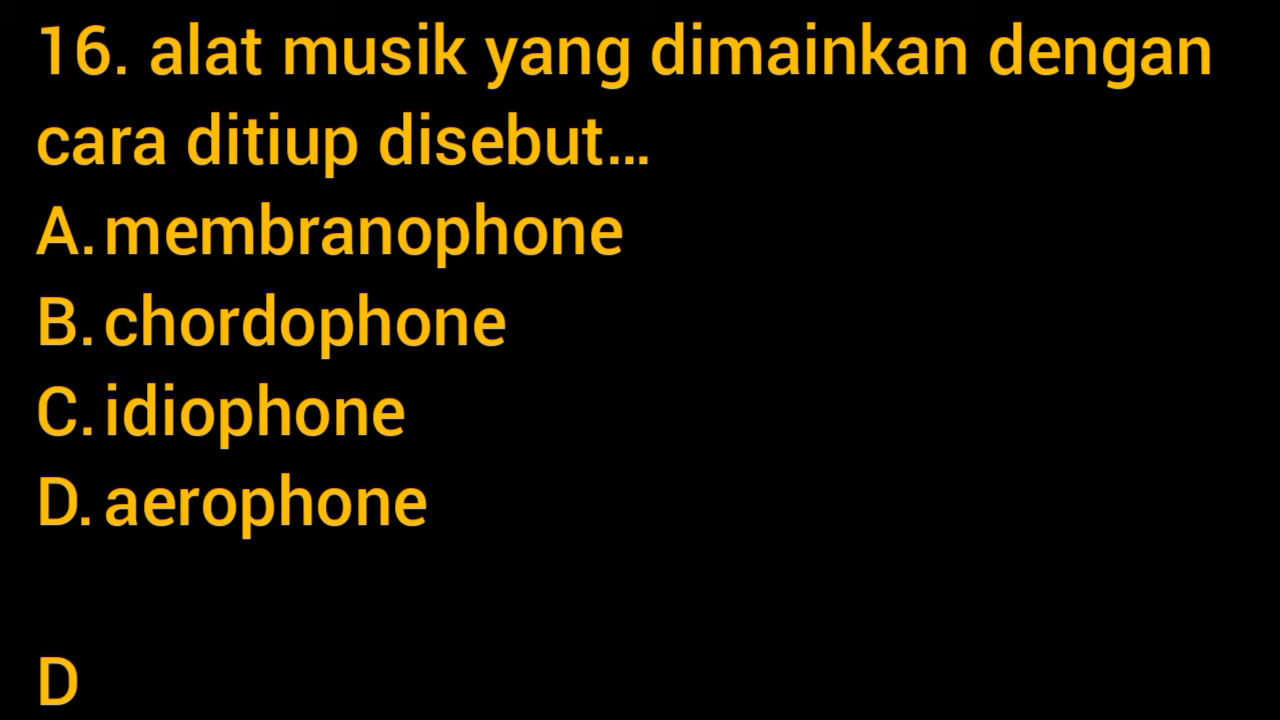 16. alat musik yang dimainkan dengan
cara ditiup disebut...
A. membranophone
B. chordophone
C. idiophone
D. aerophone
D